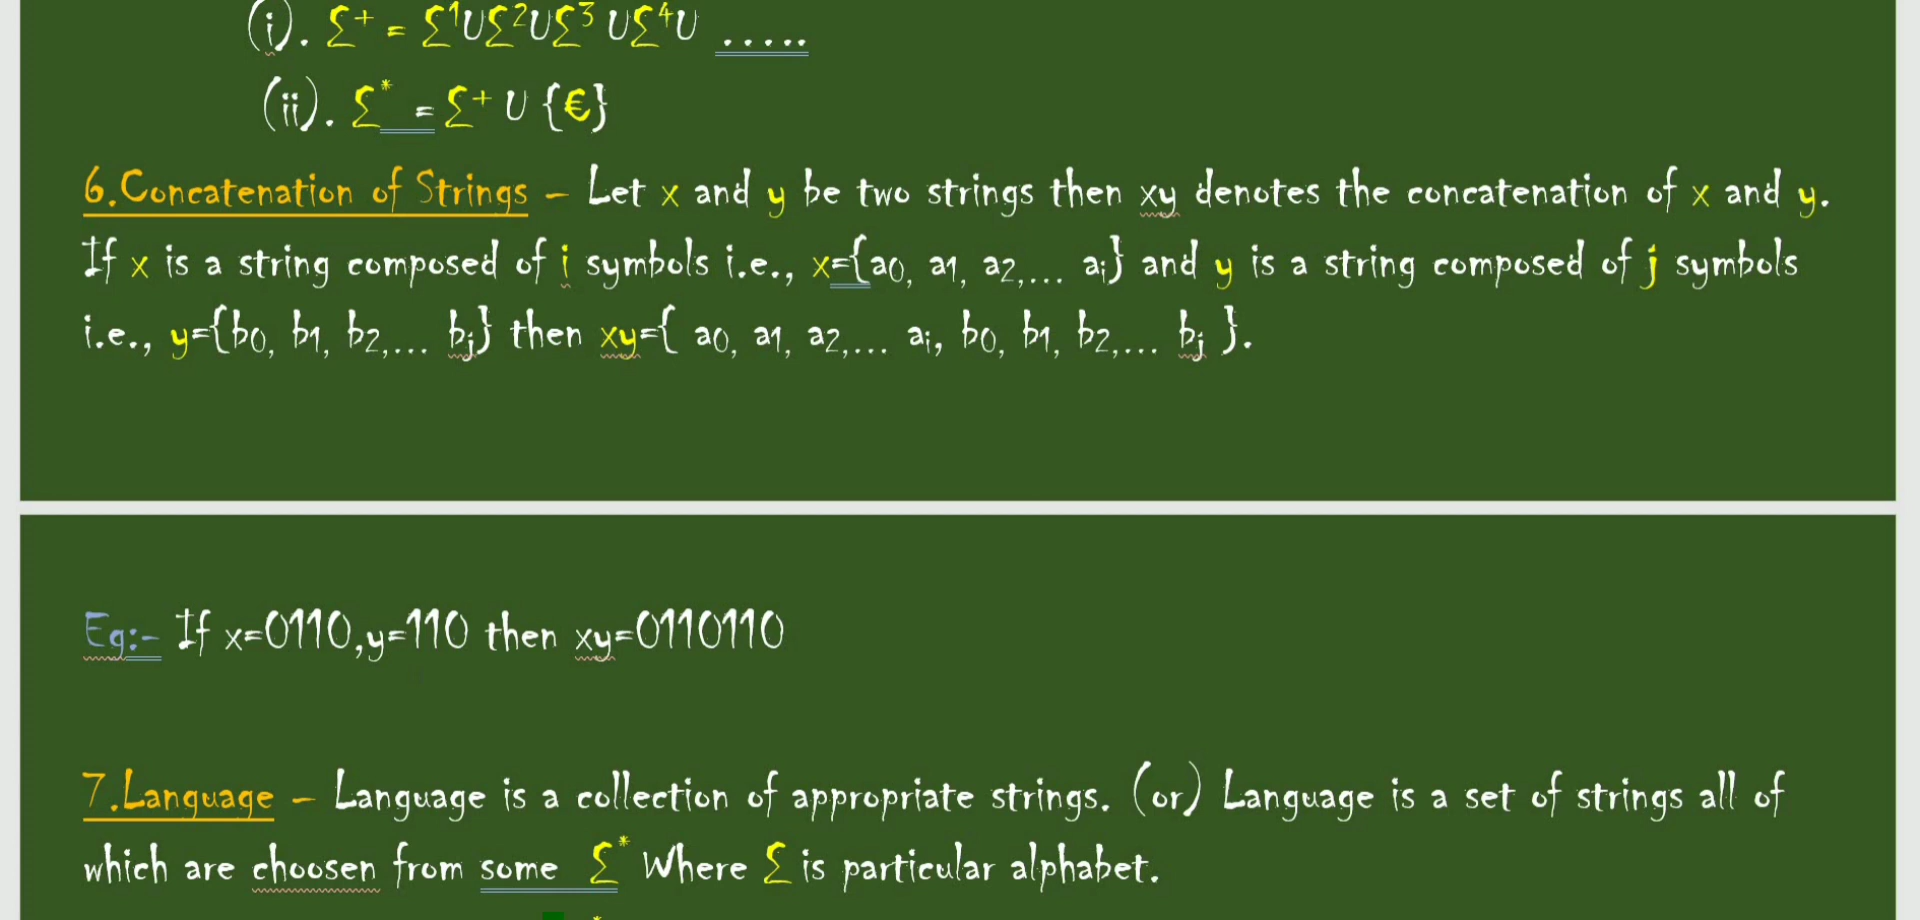 (i). Σ⁺ = Σ¹UΣ²UΣ³ UΣ⁴U .....
(ii). Σ* = Σ⁺ U {€}
6.Concatenation of Strings – Let x and y be two strings then xy denotes the concatenation of x and y.
If x is a string composed of i symbols i.e., x={a0, a1, a2,... ai} and y is a string composed of j symbols
i.e., y={b0, b1, b2,... bj} then xy={ a0, a1, a2,... ai, b0, b1, b2,... bj }.
Eg:- If x=0110,y=110 then xy=0110110
7.Language – Language is a collection of appropriate strings. (or) Language is a set of strings all of
which are choosen from some Σ* Where Σ is particular alphabet.